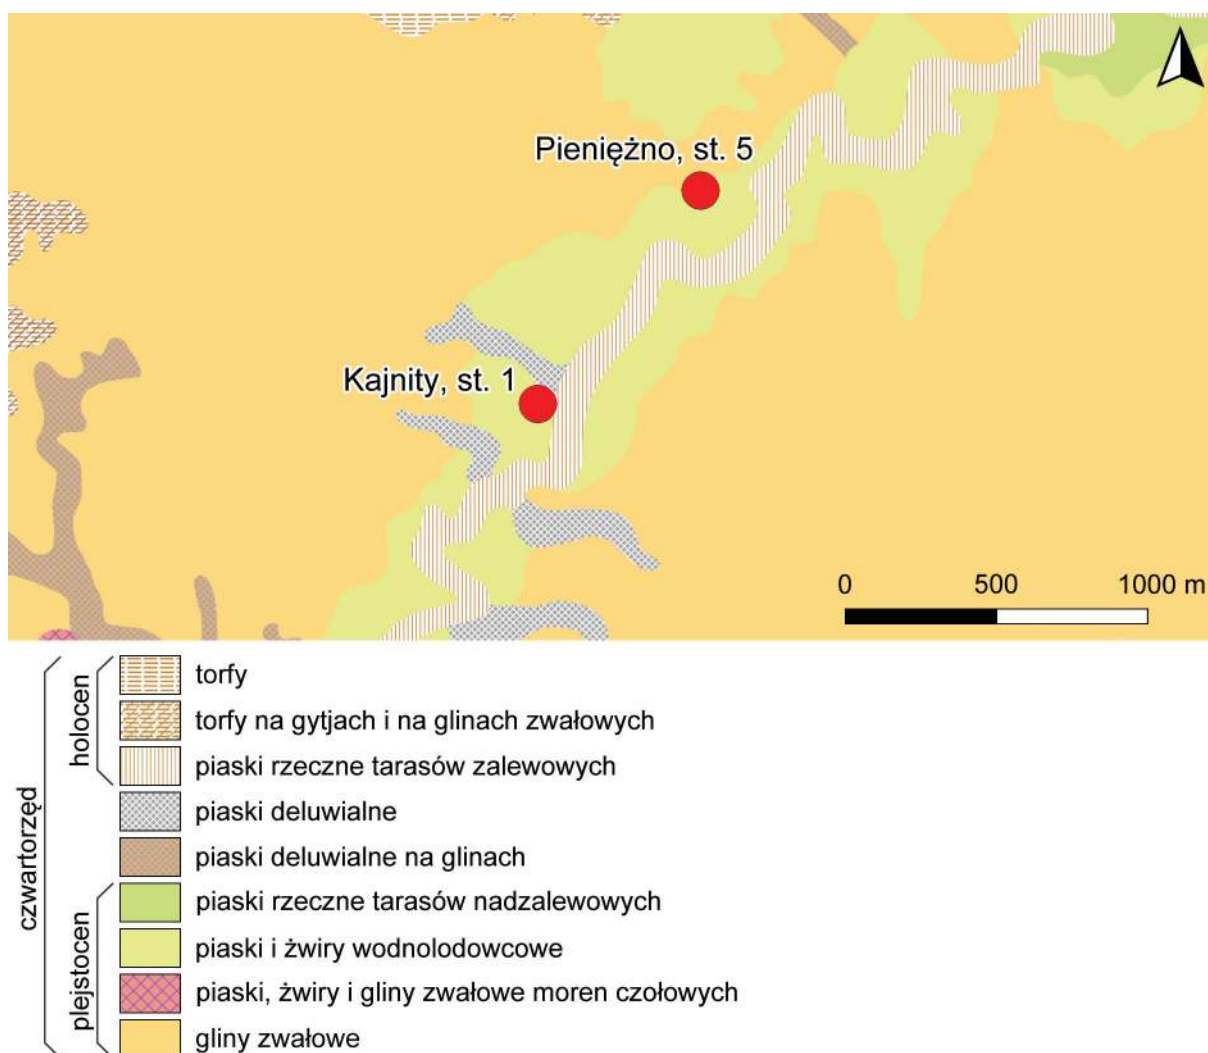 Pieniężno, st. 5
Kajnity, st. 1
0 500 1000 m
czwartorzęd
holocen
torfy
torfy na gytjach i na glinach zwałowych
piaski rzeczne tarasów zalewowych
piaski deluwialne
piaski deluwialne na glinach
plejstocen
piaski rzeczne tarasów nadzalewowych
piaski i żwiry wodnolodowcowe
piaski, żwiry i gliny zwałowe moren czołowych
gliny zwałowe